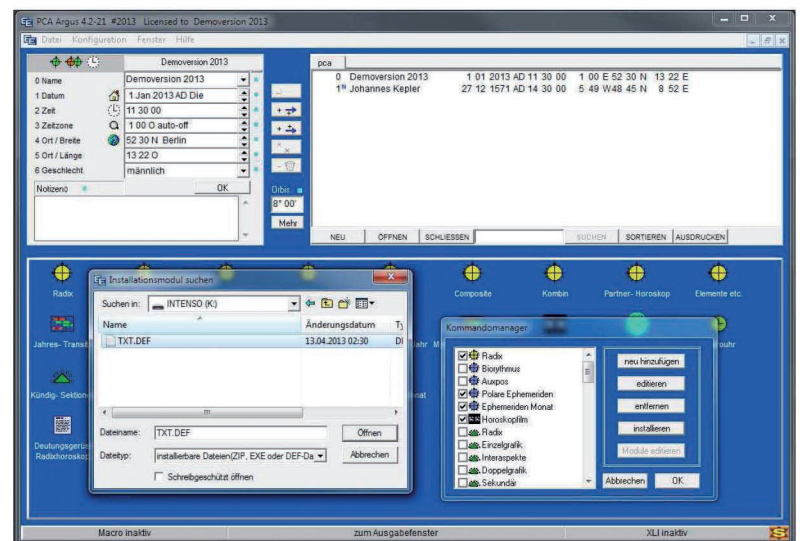 PCA Argus 4.2-21 #2013 Licensed to Demoversion 2013
Datei Konfiguration Fenster Hilfe
Demoversion 2013
0 Name Demoversion 2013
1 Datum 1 Jan 2013 AD Die
2 Zeit 11 30 00
3 Zeitzone 1 00 O auto-off
4 Ort / Breite 52 30 N Berlin
5 Ort / Länge 13 22 O
6 Geschlecht männlich
Notizen0 OK
Orbis
8° 00'
Mehr
pca
0 Demoversion 2013 1 01 2013 AD 11 30 00 1 00 E 52 30 N 13 22 E
1N Johannes Kepler 27 12 1571 AD 14 30 00 5 49 W48 45 N 8 52 E
NEU ÖFFNEN SCHLIESSEN SUCHEN SORTIEREN AUSDRUCKEN
Radix Composite Kombin Partner- Horoskop Elemente etc.
Jahres- Transi
Kündig- Sektion
Deutungsgerüs
Radixhoroskop
Installationsmodul suchen
Suchen in: INTENSO (K:)
Name Änderungsdatum
TXT.DEF 13.04.2013 02:30
Dateiname: TXT.DEF Öffnen
Dateityp: installierbare Dateien(ZIP, EXE oder DEF-Da Abbrechen
Schreibgeschützt öffnen
Kommandomanager
Radix
Biorythmus
Auxpos
Polare Ephemeriden
Ephemeriden Monat
Horoskopfilm
Radix
Einzelgrafik
Interaspekte
Doppelgrafik
Sekundär
neu hinzufügen
editieren
entfernen
installieren
Module editieren
Abbrechen OK
Macro inaktiv zum Ausgabefenster XLI inaktiv